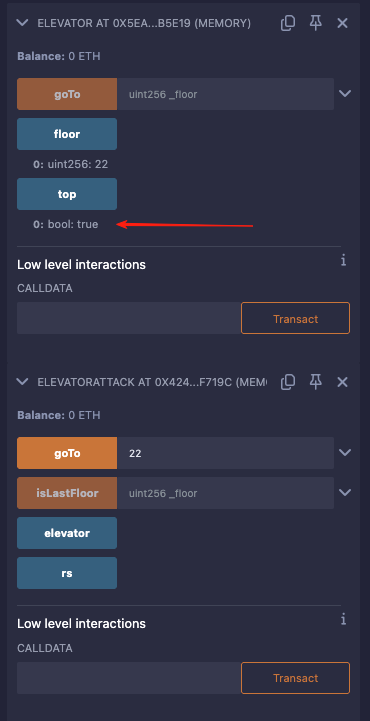 ELEVATOR AT 0X5EA...B5E19 (MEMORY)
Balance: 0 ETH
goTo uint256 _floor
floor
0: uint256: 22
top
0: bool: true
Low level interactions i
CALLDATA
Transact
ELEVATORATTACK AT 0X424...F719C (MEM
Balance: 0 ETH
goTo 22
isLastFloor uint256 _floor
elevator
rs
Low level interactions i
CALLDATA
Transact